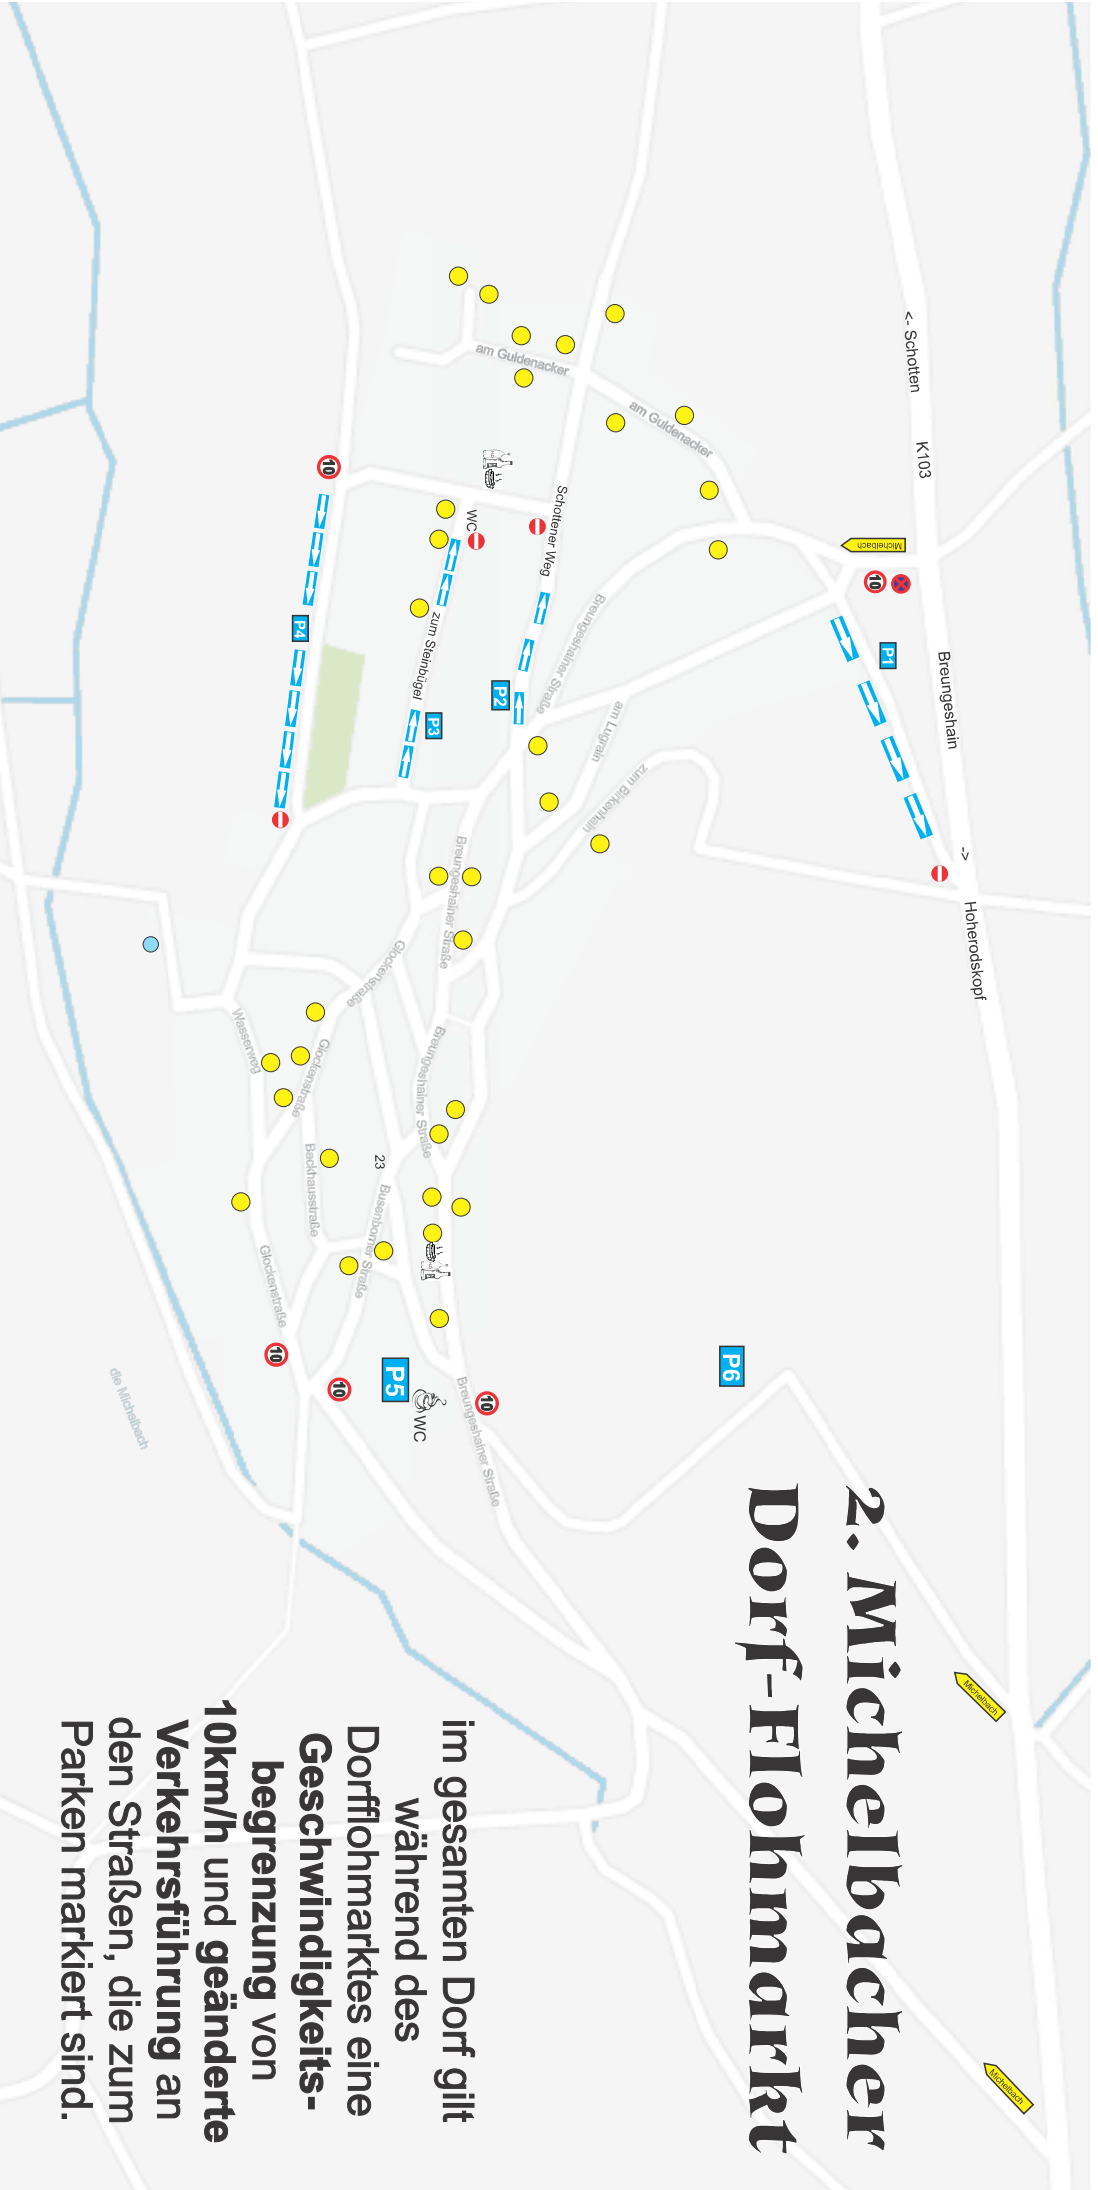 2. Michelbacher
Dorf-Flohmarkt
im gesamten Dorf gilt
während des
Dorfflohmarktes eine
Geschwindigkeits-
begrenzung von
10km/h und geänderte
Verkehrsführung an
den Straßen, die zum
Parken markiert sind.
<- Schotten
K103
Breungeshain
->
Hoherodskopf
Michelbach
10
P1
am Guldenacker
am Guldenacker
Schottener Weg
WC
Breungeshainer Straße
zum Steinbügel
P2
P3
10
P4
am Lugrain
zum Birkenhain
Breungeshainer Straße
Glockenstraße
Wasserweg
Glockenstraße
Breungeshainer Straße
Backhausstraße
23
Busenborner Straße
Glockenstraße
10
10
P5
WC
10
Breungeshainer Straße
P6
die Michelbach
Michelbach
Michelbach